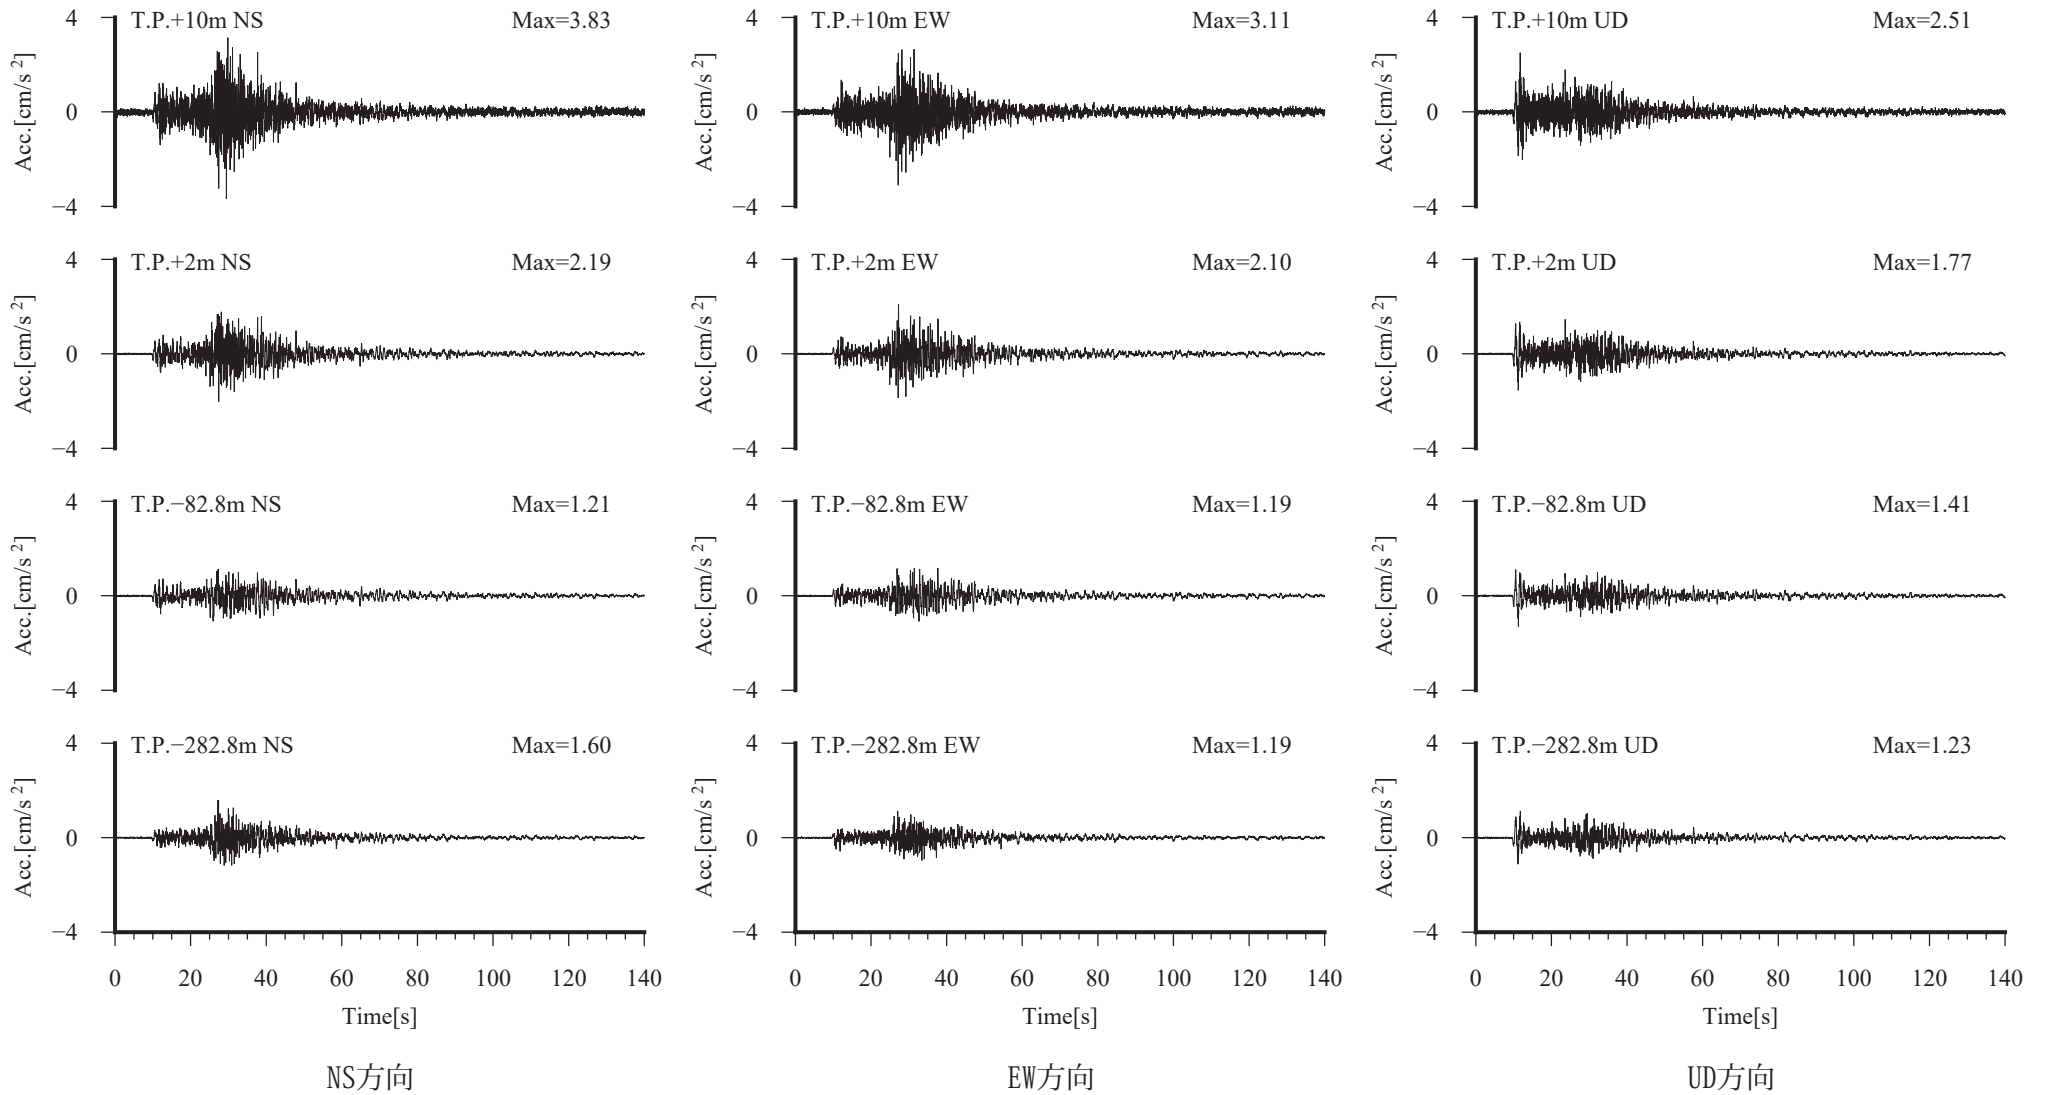 4 T.P.+10m NS Max=3.83
Acc.[cm/s²]
0
−4
4 T.P.+2m NS Max=2.19
Acc.[cm/s²]
0
−4
4 T.P.−82.8m NS Max=1.21
Acc.[cm/s²]
0
−4
4 T.P.−282.8m NS Max=1.60
Acc.[cm/s²]
0
−4
0 20 40 60 80 100 120 140
Time[s]
NS方向
4 T.P.+10m EW Max=3.11
Acc.[cm/s²]
0
−4
4 T.P.+2m EW Max=2.10
Acc.[cm/s²]
0
−4
4 T.P.−82.8m EW Max=1.19
Acc.[cm/s²]
0
−4
4 T.P.−282.8m EW Max=1.19
Acc.[cm/s²]
0
−4
0 20 40 60 80 100 120 140
Time[s]
EW方向
4 T.P.+10m UD Max=2.51
Acc.[cm/s²]
0
−4
4 T.P.+2m UD Max=1.77
Acc.[cm/s²]
0
−4
4 T.P.−82.8m UD Max=1.41
Acc.[cm/s²]
0
−4
4 T.P.−282.8m UD Max=1.23
Acc.[cm/s²]
0
−4
0 20 40 60 80 100 120 140
Time[s]
UD方向